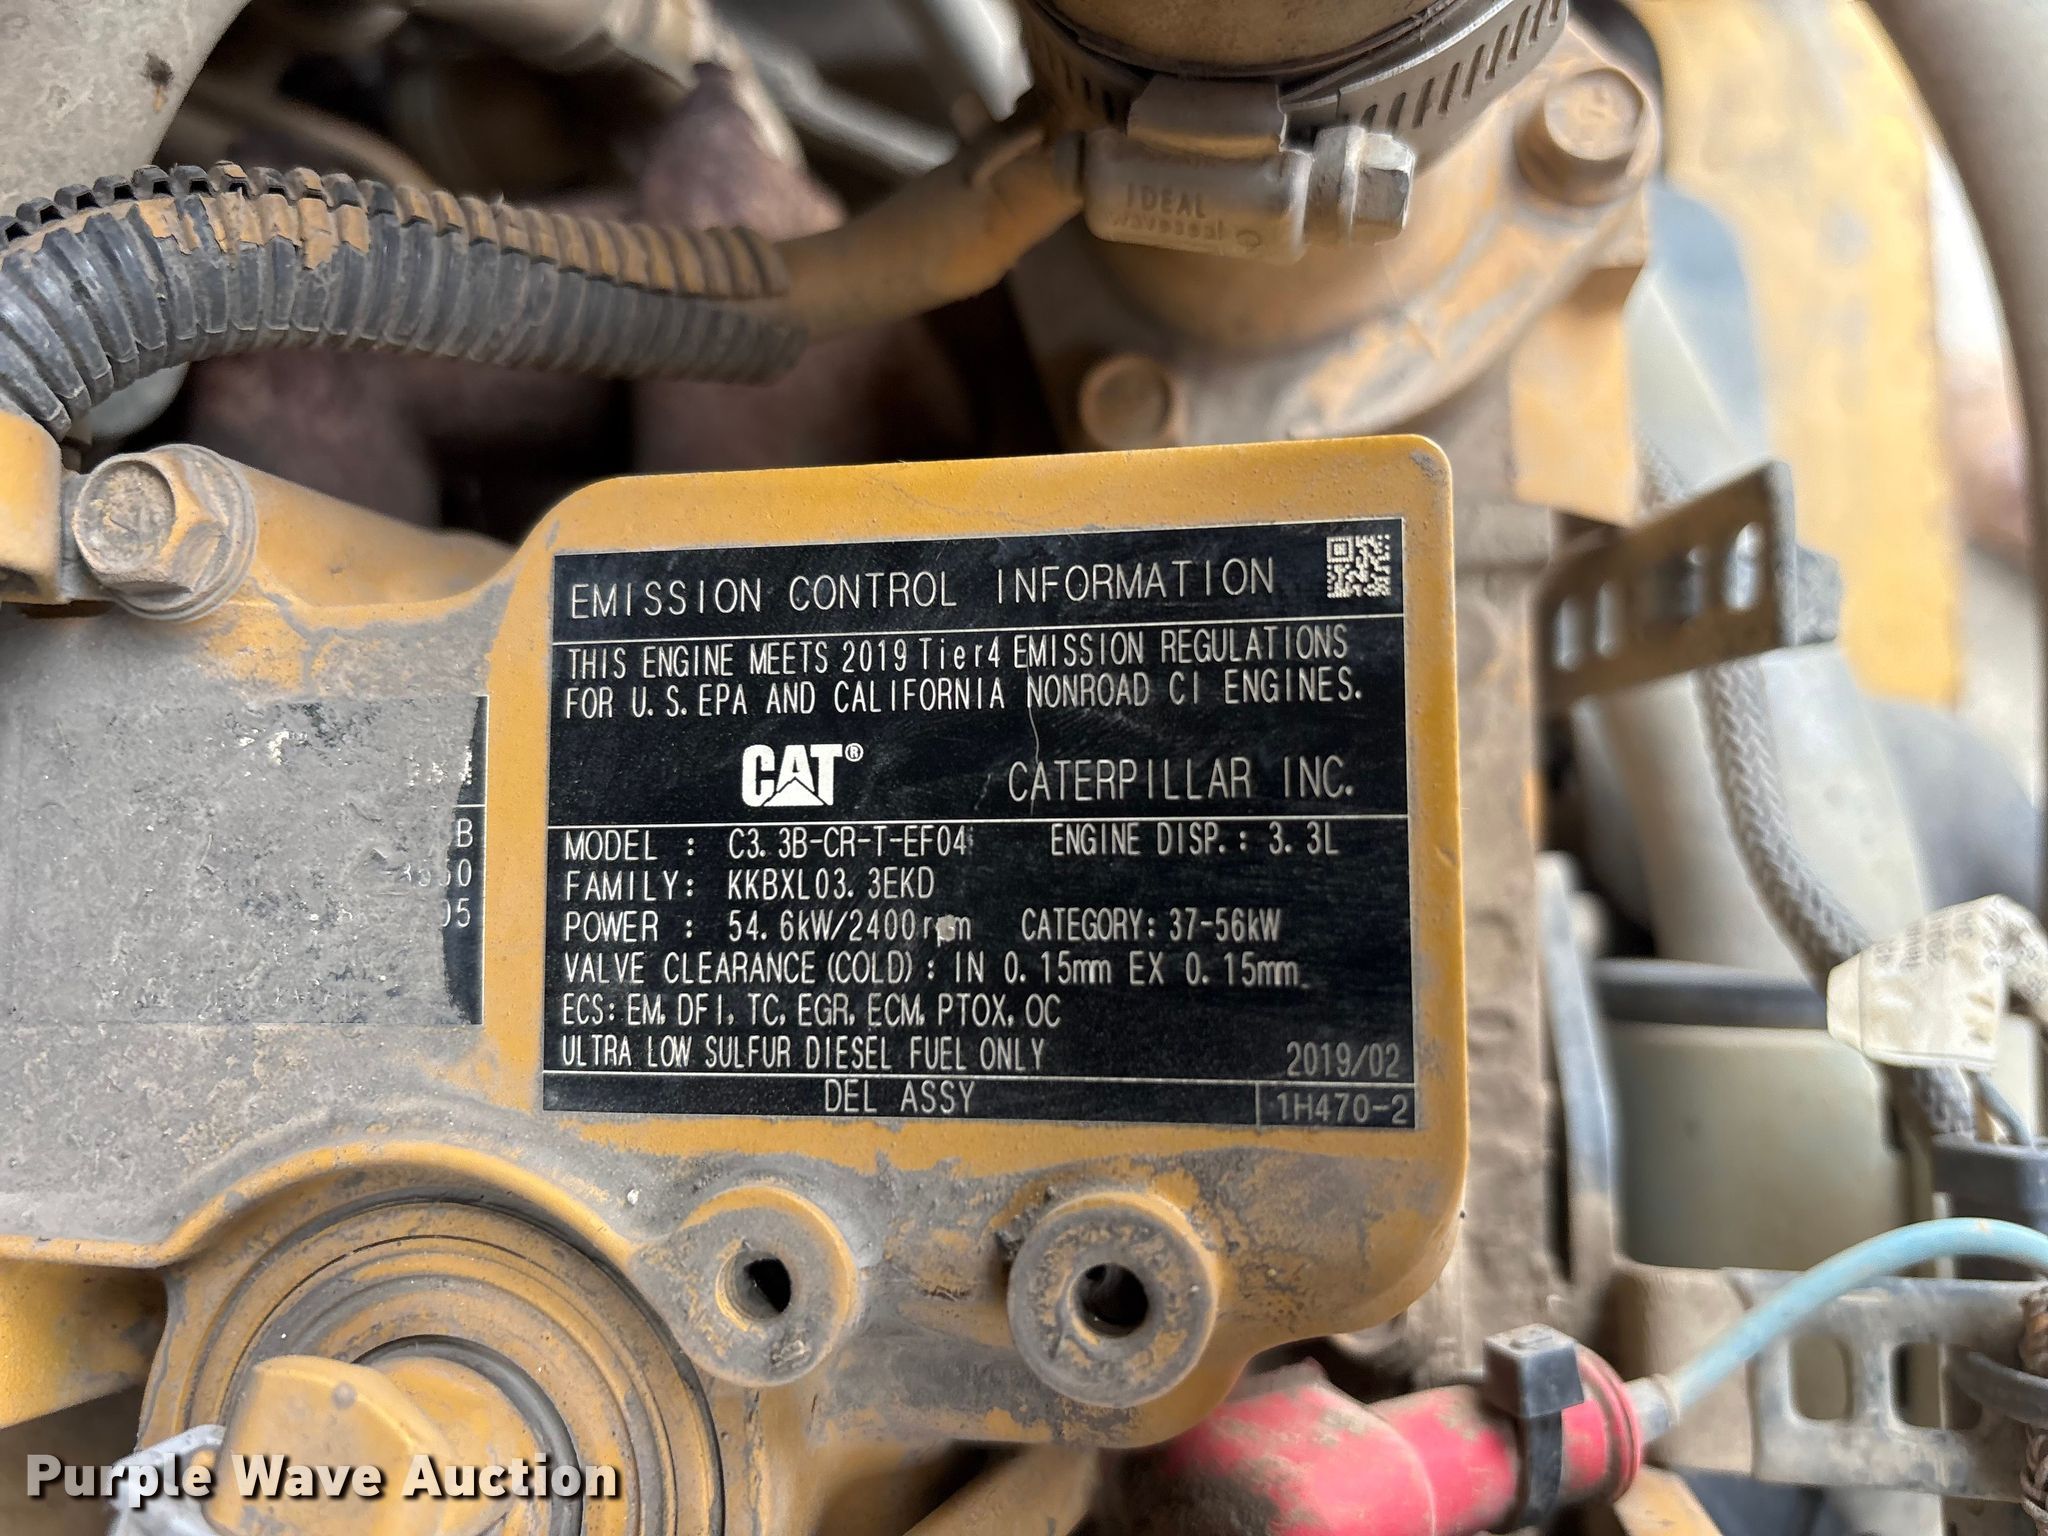 IDEAL
EMISSION CONTROL INFORMATION
THIS ENGINE MEETS 2019 Tier4 EMISSION REGULATIONS
FOR U.S.EPA AND CALIFORNIA NONROAD CI ENGINES.
CAT® CATERPILLAR INC.
MODEL : C3.3B-CR-T-EF04 ENGINE DISP.: 3.3L
FAMILY: KKBXL03.3EKD
POWER : 54.6kW/2400rpm CATEGORY: 37-56kW
VALVE CLEARANCE(COLD): IN 0.15mm EX 0.15mm
ECS: EM, DFI, TC, EGR, ECM, PTOX, OC
ULTRA LOW SULFUR DIESEL FUEL ONLY 2019/02
DEL ASSY 1H470-2
B
05
Purple Wave Auction